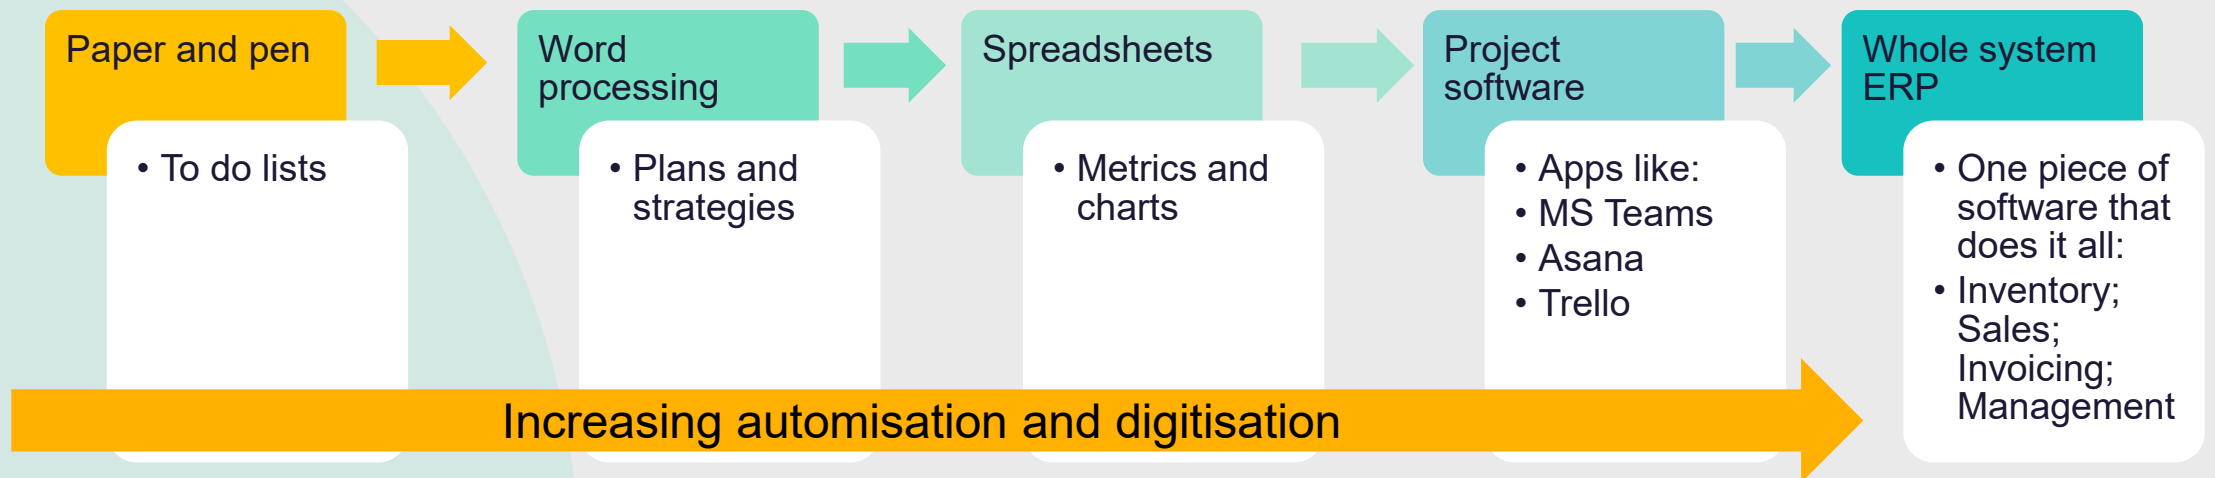 Paper and pen
• To do lists
Word
processing
• Plans and
strategies
Spreadsheets
• Metrics and
charts
Project
software
• Apps like:
• MS Teams
• Asana
• Trello
Whole system
ERP
• One piece of
software that
does it all:
• Inventory;
Sales;
Invoicing;
Management
Increasing automisation and digitisation